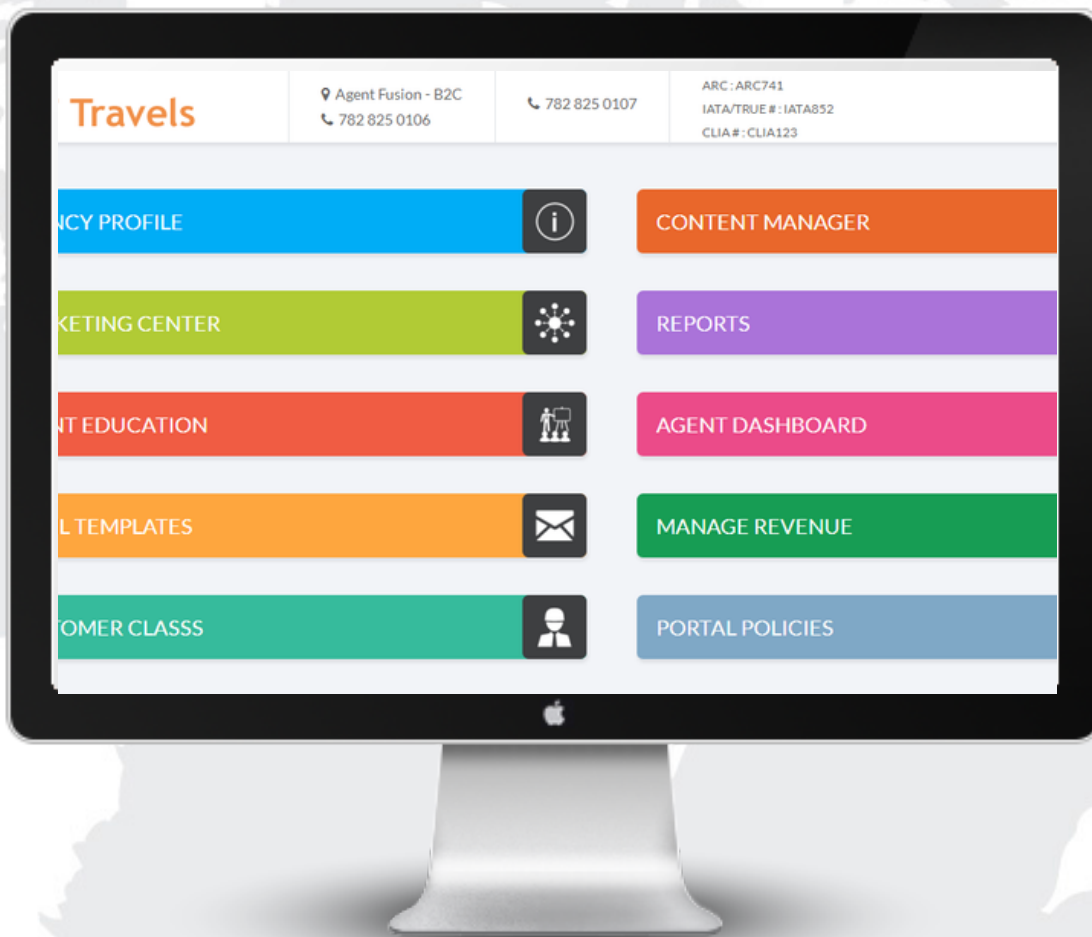 Travels
Agent Fusion - B2C
782 825 0106
782 825 0107
ARC : ARC741
IATA/TRUE # : IATA852
CLIA # : CLIA123
NCY PROFILE
CONTENT MANAGER
KETING CENTER
REPORTS
NT EDUCATION
AGENT DASHBOARD
L TEMPLATES
MANAGE REVENUE
TOMER CLASSS
PORTAL POLICIES